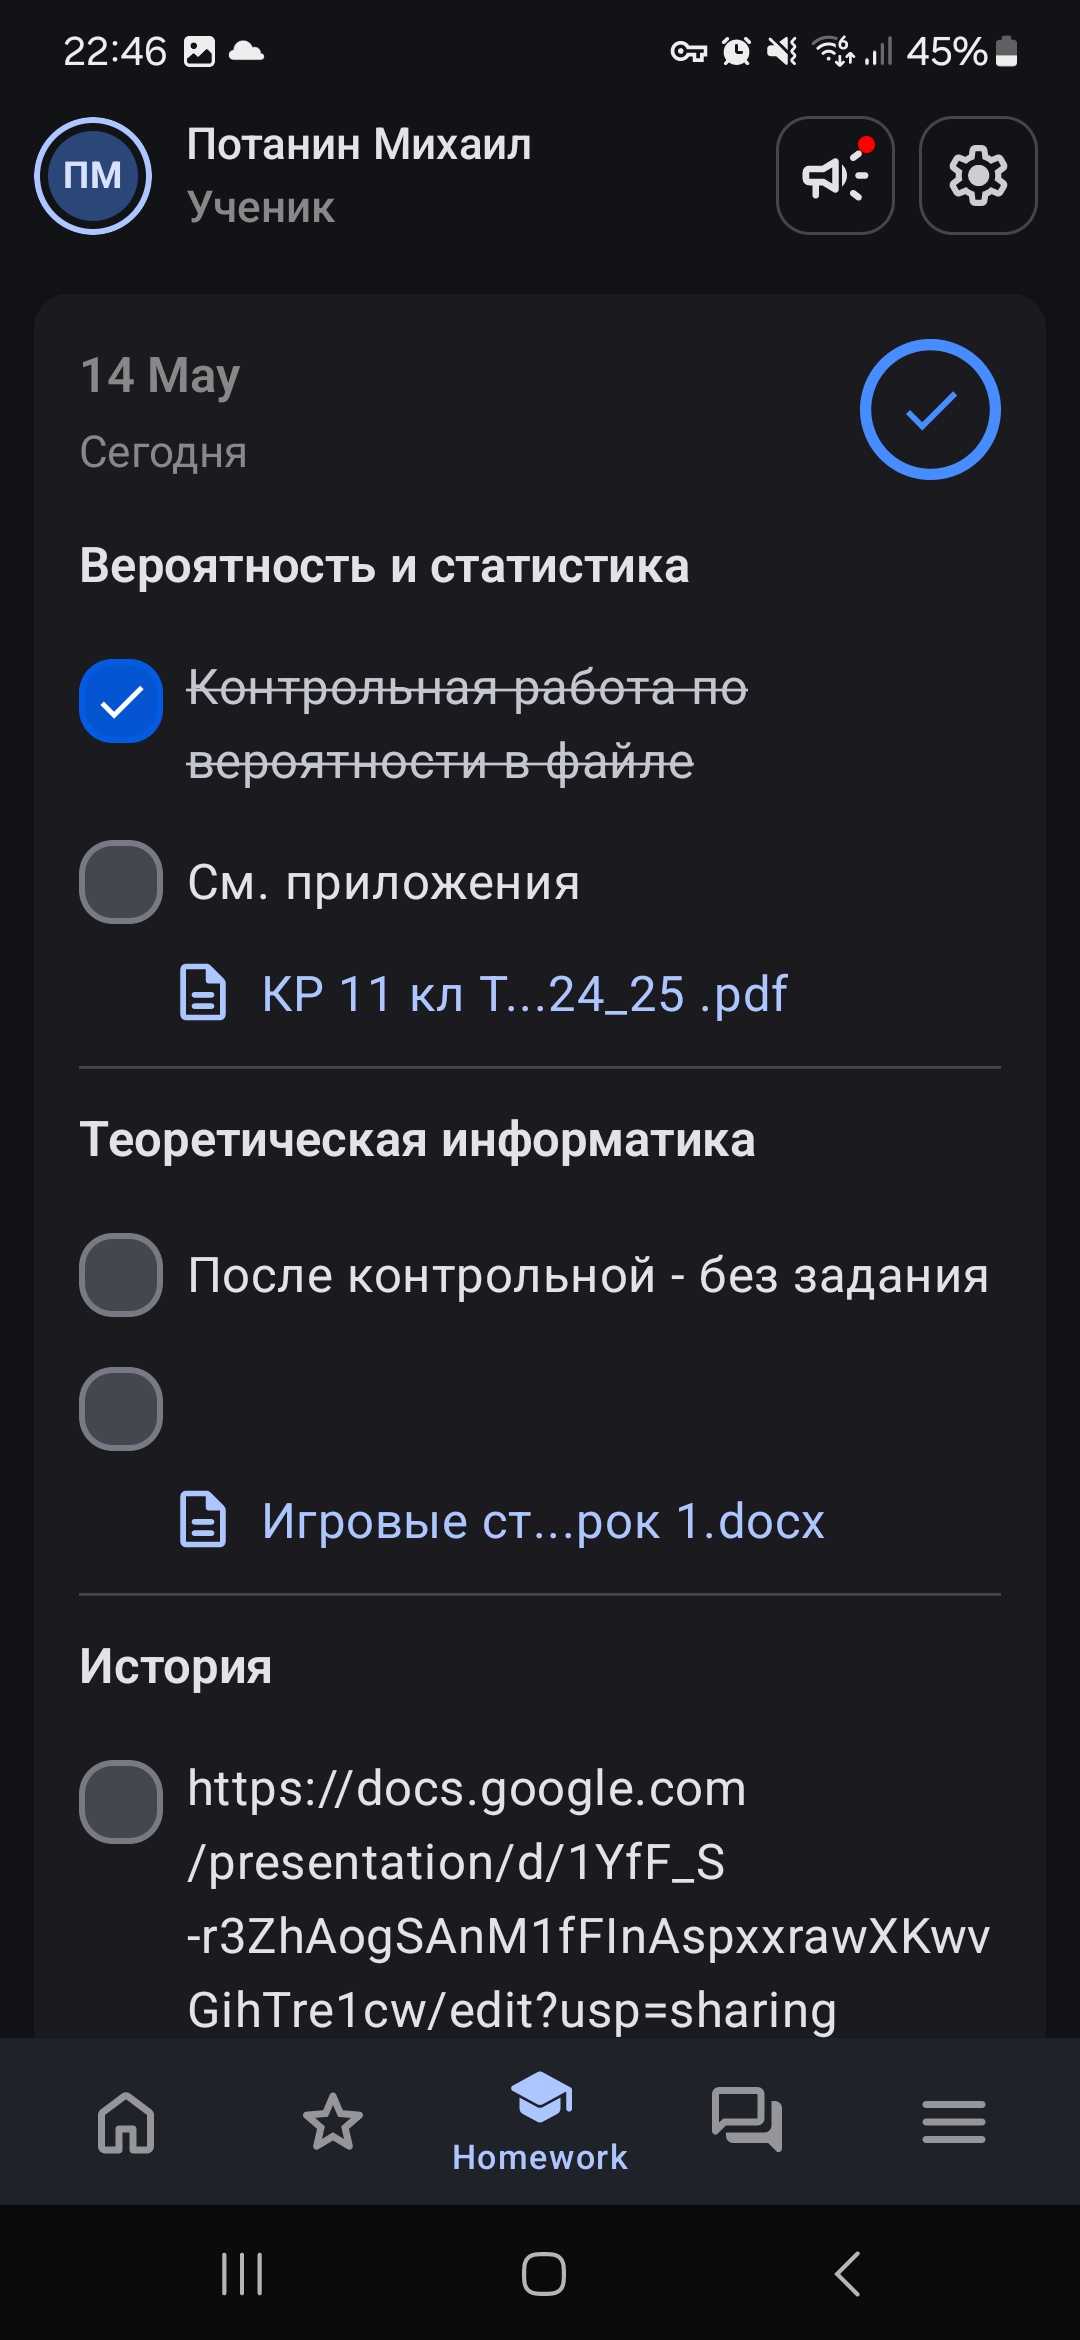 22:46
45%
ПМ
Потанин Михаил
Ученик
14 May
Сегодня
Вероятность и статистика
Контрольная работа по
вероятности в файле
См. приложения
КР 11 кл Т...24_25 .pdf
Теоретическая информатика
После контрольной - без задания
Игровые ст...рок 1.docx
История
https://docs.google.com
/presentation/d/1YfF_S
-r3ZhAogSAnM1fFInAspxxrawXKwv
GihTre1cw/edit?usp=sharing
Homework